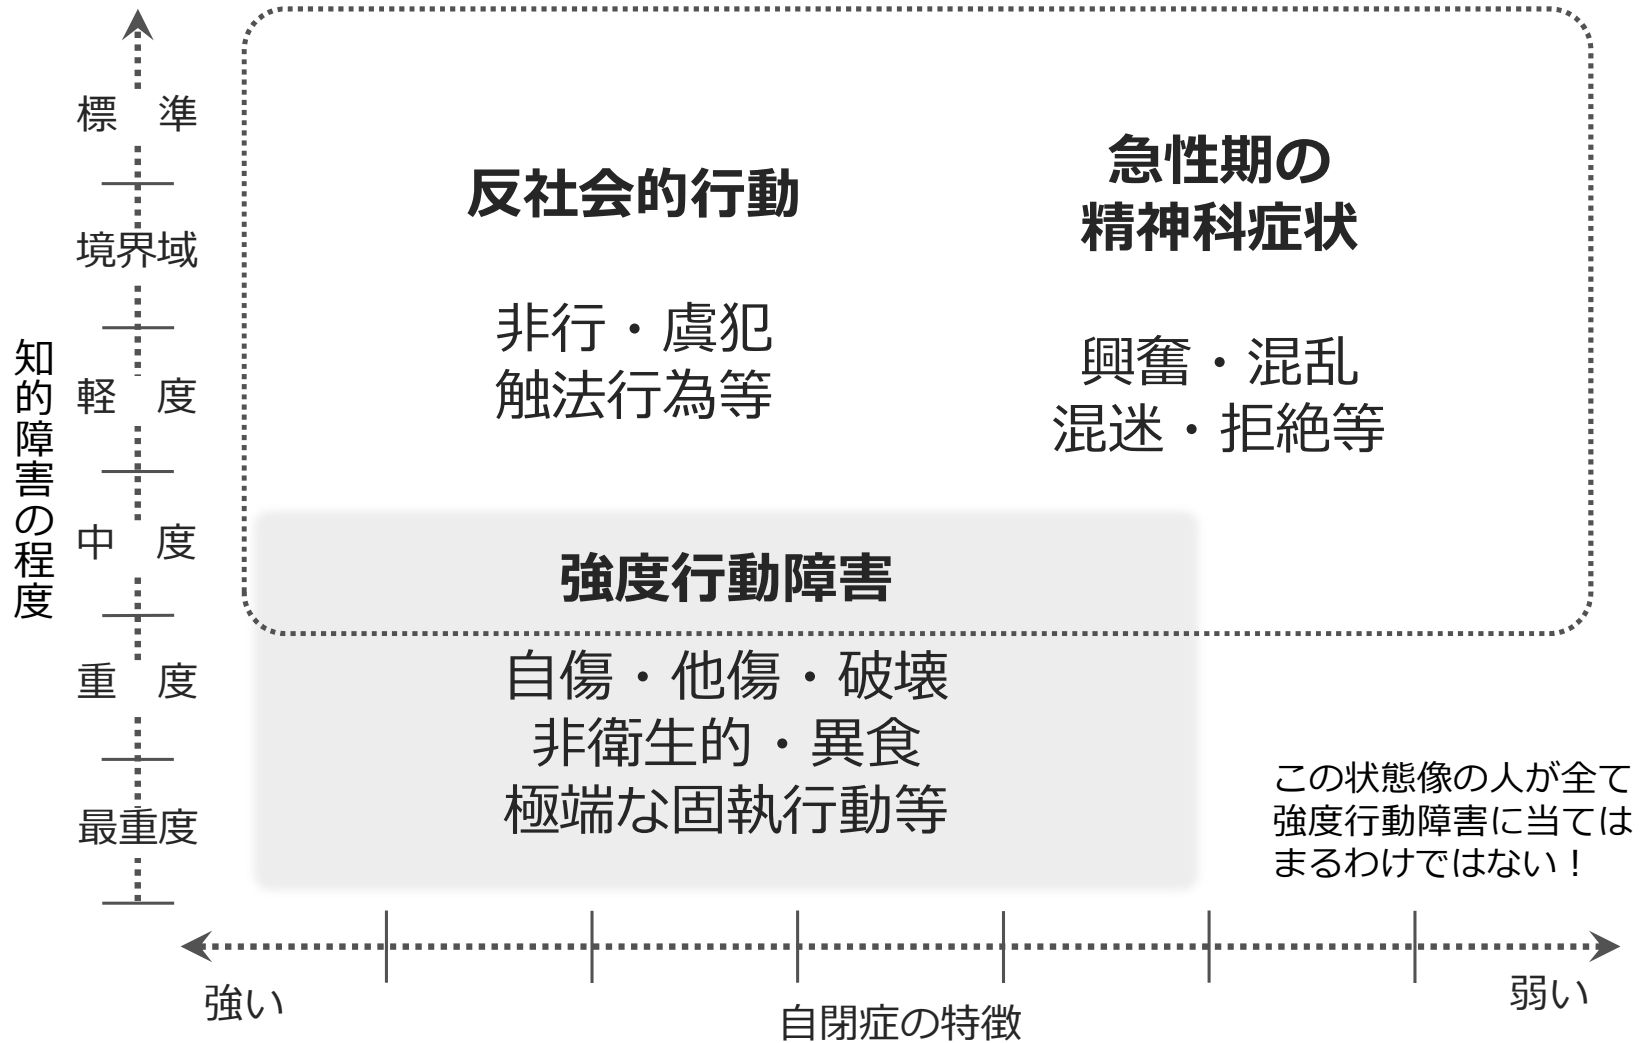 知的障害の程度
標　準
境界域
軽　度
中　度
重　度
最重度
反社会的行動
非行・虞犯
触法行為等
急性期の
精神科症状
興奮・混乱
混迷・拒絶等
強度行動障害
自傷・他傷・破壊
非衛生的・異食
極端な固執行動等
この状態像の人が全て
強度行動障害に当ては
まるわけではない！
強い
自閉症の特徴
弱い